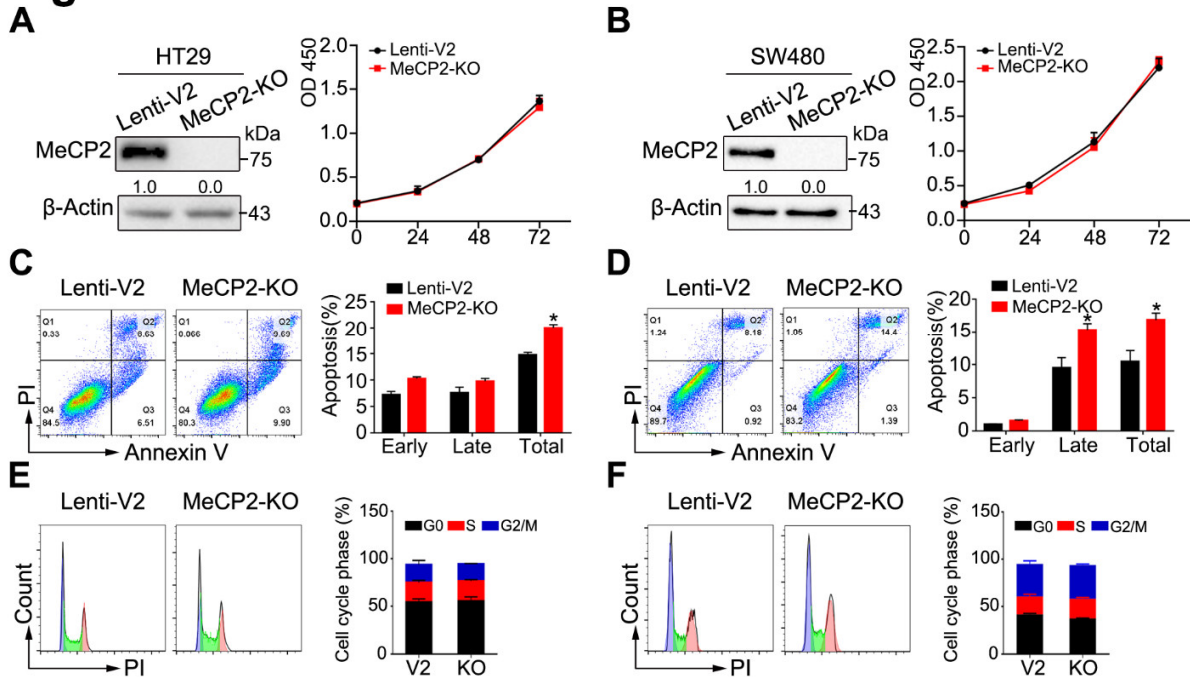 A
HT29
Lenti-V2
MeCP2-KO
kDa
MeCP2
-75
1.0 0.0
β-Actin
-43
OD 450
Lenti-V2
MeCP2-KO
2.0
1.5
1.0
0.5
0.0
0 24 48 72
B
SW480
Lenti-V2
MeCP2-KO
kDa
MeCP2
-75
1.0 0.0
β-Actin
-43
OD 450
Lenti-V2
MeCP2-KO
2.5
2.0
1.5
1.0
0.5
0.0
0 24 48 72
C
Lenti-V2 MeCP2-KO
Q1
0.33
Q2
8.63
Q4
84.5
Q3
6.51
Q1
0.066
Q2
9.69
Q4
80.3
Q3
9.90
PI
Annexin V
Apoptosis(%)
Lenti-V2
MeCP2-KO
25
20
15
10
5
0
*
Early Late Total
D
Lenti-V2 MeCP2-KO
Q1
1.24
Q2
8.18
Q4
89.7
Q3
0.92
Q1
1.05
Q2
14.4
Q4
83.2
Q3
1.39
PI
Annexin V
Apoptosis(%)
Lenti-V2
MeCP2-KO
20
15
10
5
0
* *
Early Late Total
E
Lenti-V2 MeCP2-KO
Count
PI
Cell cycle phase (%)
150
100
50
0
G0 S G2/M
V2 KO
F
Lenti-V2 MeCP2-KO
Count
PI
Cell cycle phase (%)
150
100
50
0
G0 S G2/M
V2 KO